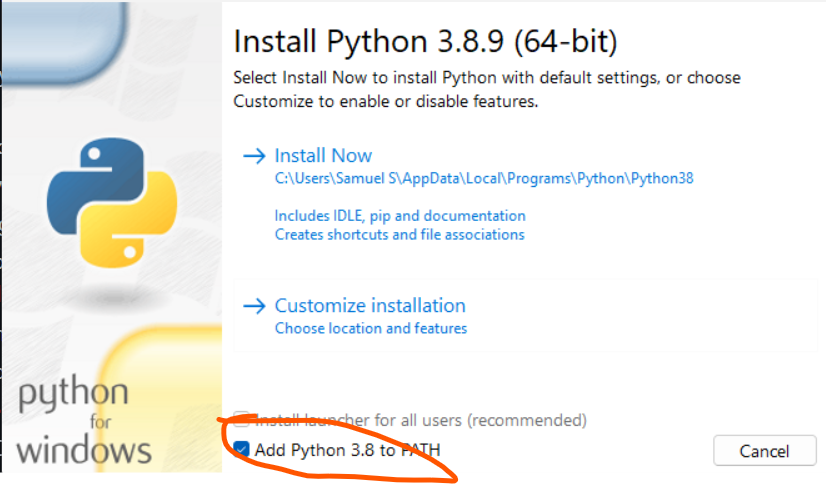 Install Python 3.8.9 (64-bit)
Select Install Now to install Python with default settings, or choose
Customize to enable or disable features.
Install Now
C:\Users\Samuel S\AppData\Local\Programs\Python\Python38
Includes IDLE, pip and documentation
Creates shortcuts and file associations
Customize installation
Choose location and features
Install launcher for all users (recommended)
Add Python 3.8 to PATH
Cancel
python
for
windows